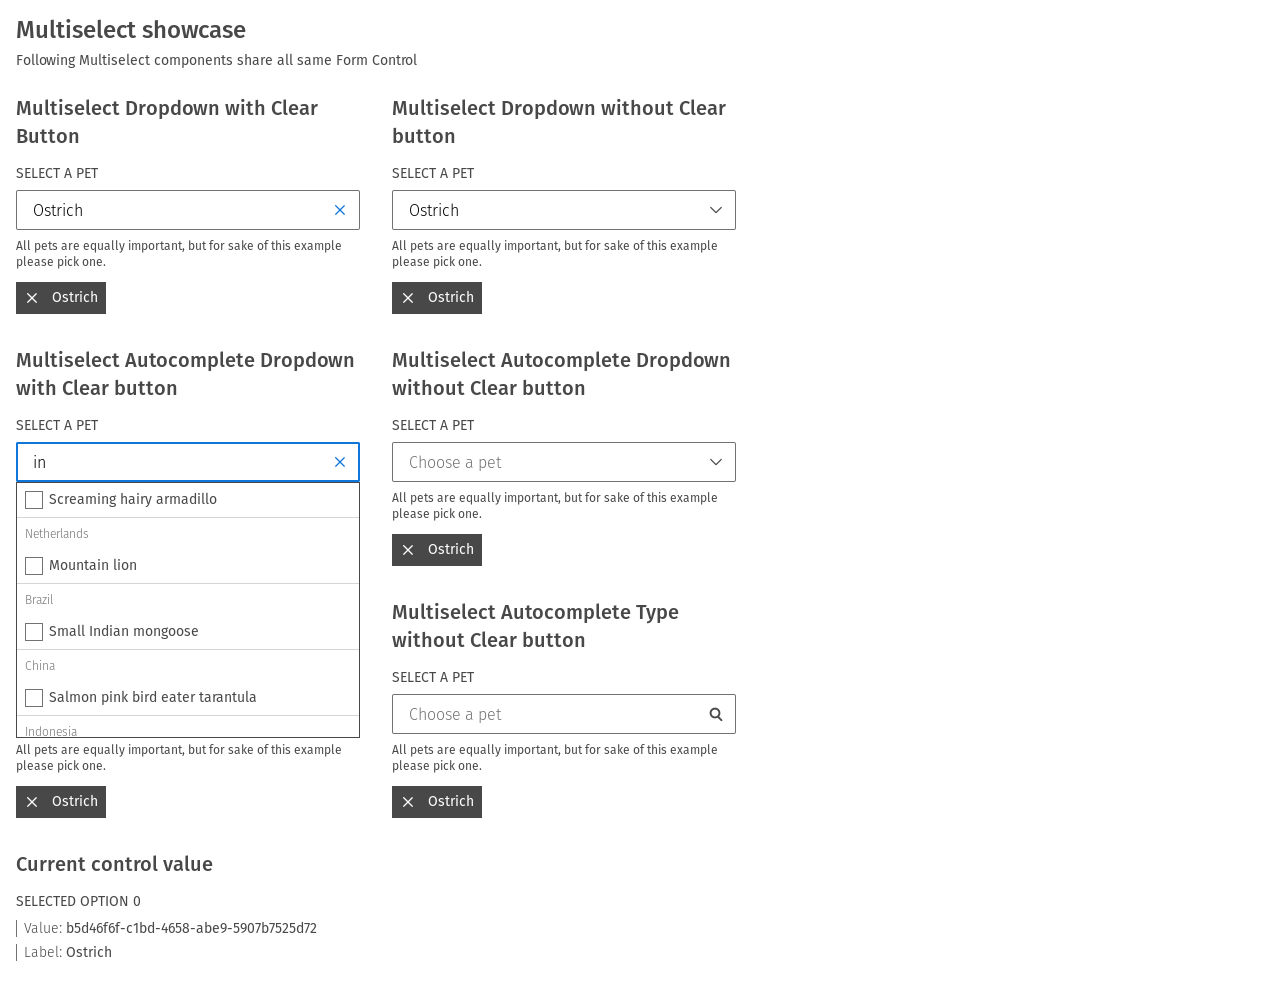 Multiselect showcase
Following Multiselect components share all same Form Control
Multiselect Dropdown with Clear
Button
SELECT A PET
Ostrich
All pets are equally important, but for sake of this example
please pick one.
Ostrich
Multiselect Dropdown without Clear
button
SELECT A PET
Ostrich
All pets are equally important, but for sake of this example
please pick one.
Ostrich
Multiselect Autocomplete Dropdown
with Clear button
SELECT A PET
in
Screaming hairy armadillo
Netherlands
Mountain lion
Brazil
Small Indian mongoose
China
Salmon pink bird eater tarantula
Indonesia
All pets are equally important, but for sake of this example
please pick one.
Ostrich
Multiselect Autocomplete Dropdown
without Clear button
SELECT A PET
Choose a pet
All pets are equally important, but for sake of this example
please pick one.
Ostrich
Multiselect Autocomplete Type
without Clear button
SELECT A PET
Choose a pet
All pets are equally important, but for sake of this example
please pick one.
Ostrich
Current control value
SELECTED OPTION 0
Value: b5d46f6f-c1bd-4658-abe9-5907b7525d72
Label: Ostrich